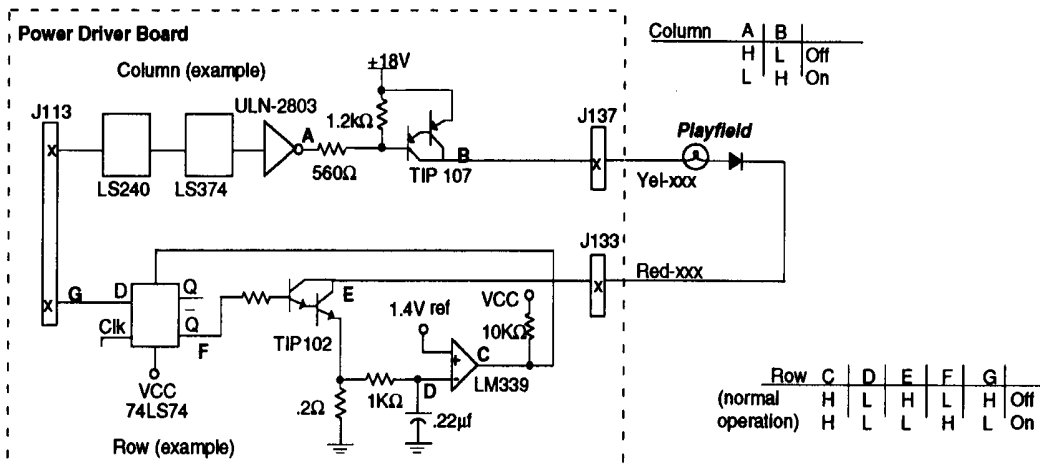 Power Driver Board
Column (example)
±18V
J113
ULN-2803
A
1.2kΩ
J137
Playfield
x
560Ω
B
TIP 107
x
Yel-xxx
LS240
LS374
Column A B
H L Off
L H On
J133
Red-xxx
G
D
Q
Q
x
x
Clk
F
E
TIP102
1.4V ref
VCC
10KΩ
C
+
-
LM339
D
VCC
74LS74
.2Ω
1KΩ
.22µf
Row (example)
Row C D E F G
(normal H L H L H Off
operation) H L L H L On